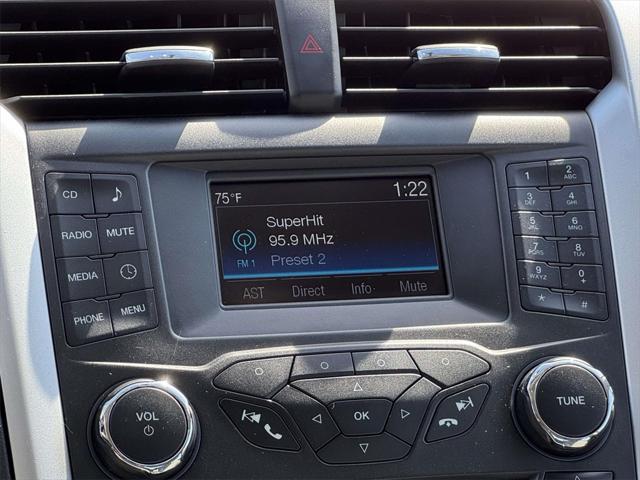 75°F 1:22
SuperHit
95.9 MHz
FM 1 Preset 2
AST Direct Info Mute
CD
RADIO MUTE
MEDIA
PHONE MENU
1 2 ABC
3 DEF 4 GHI
5 JKL 6 MNO
7 PQRS 8 TUV
9 WXYZ 0 +
* #
VOL
OK
TUNE